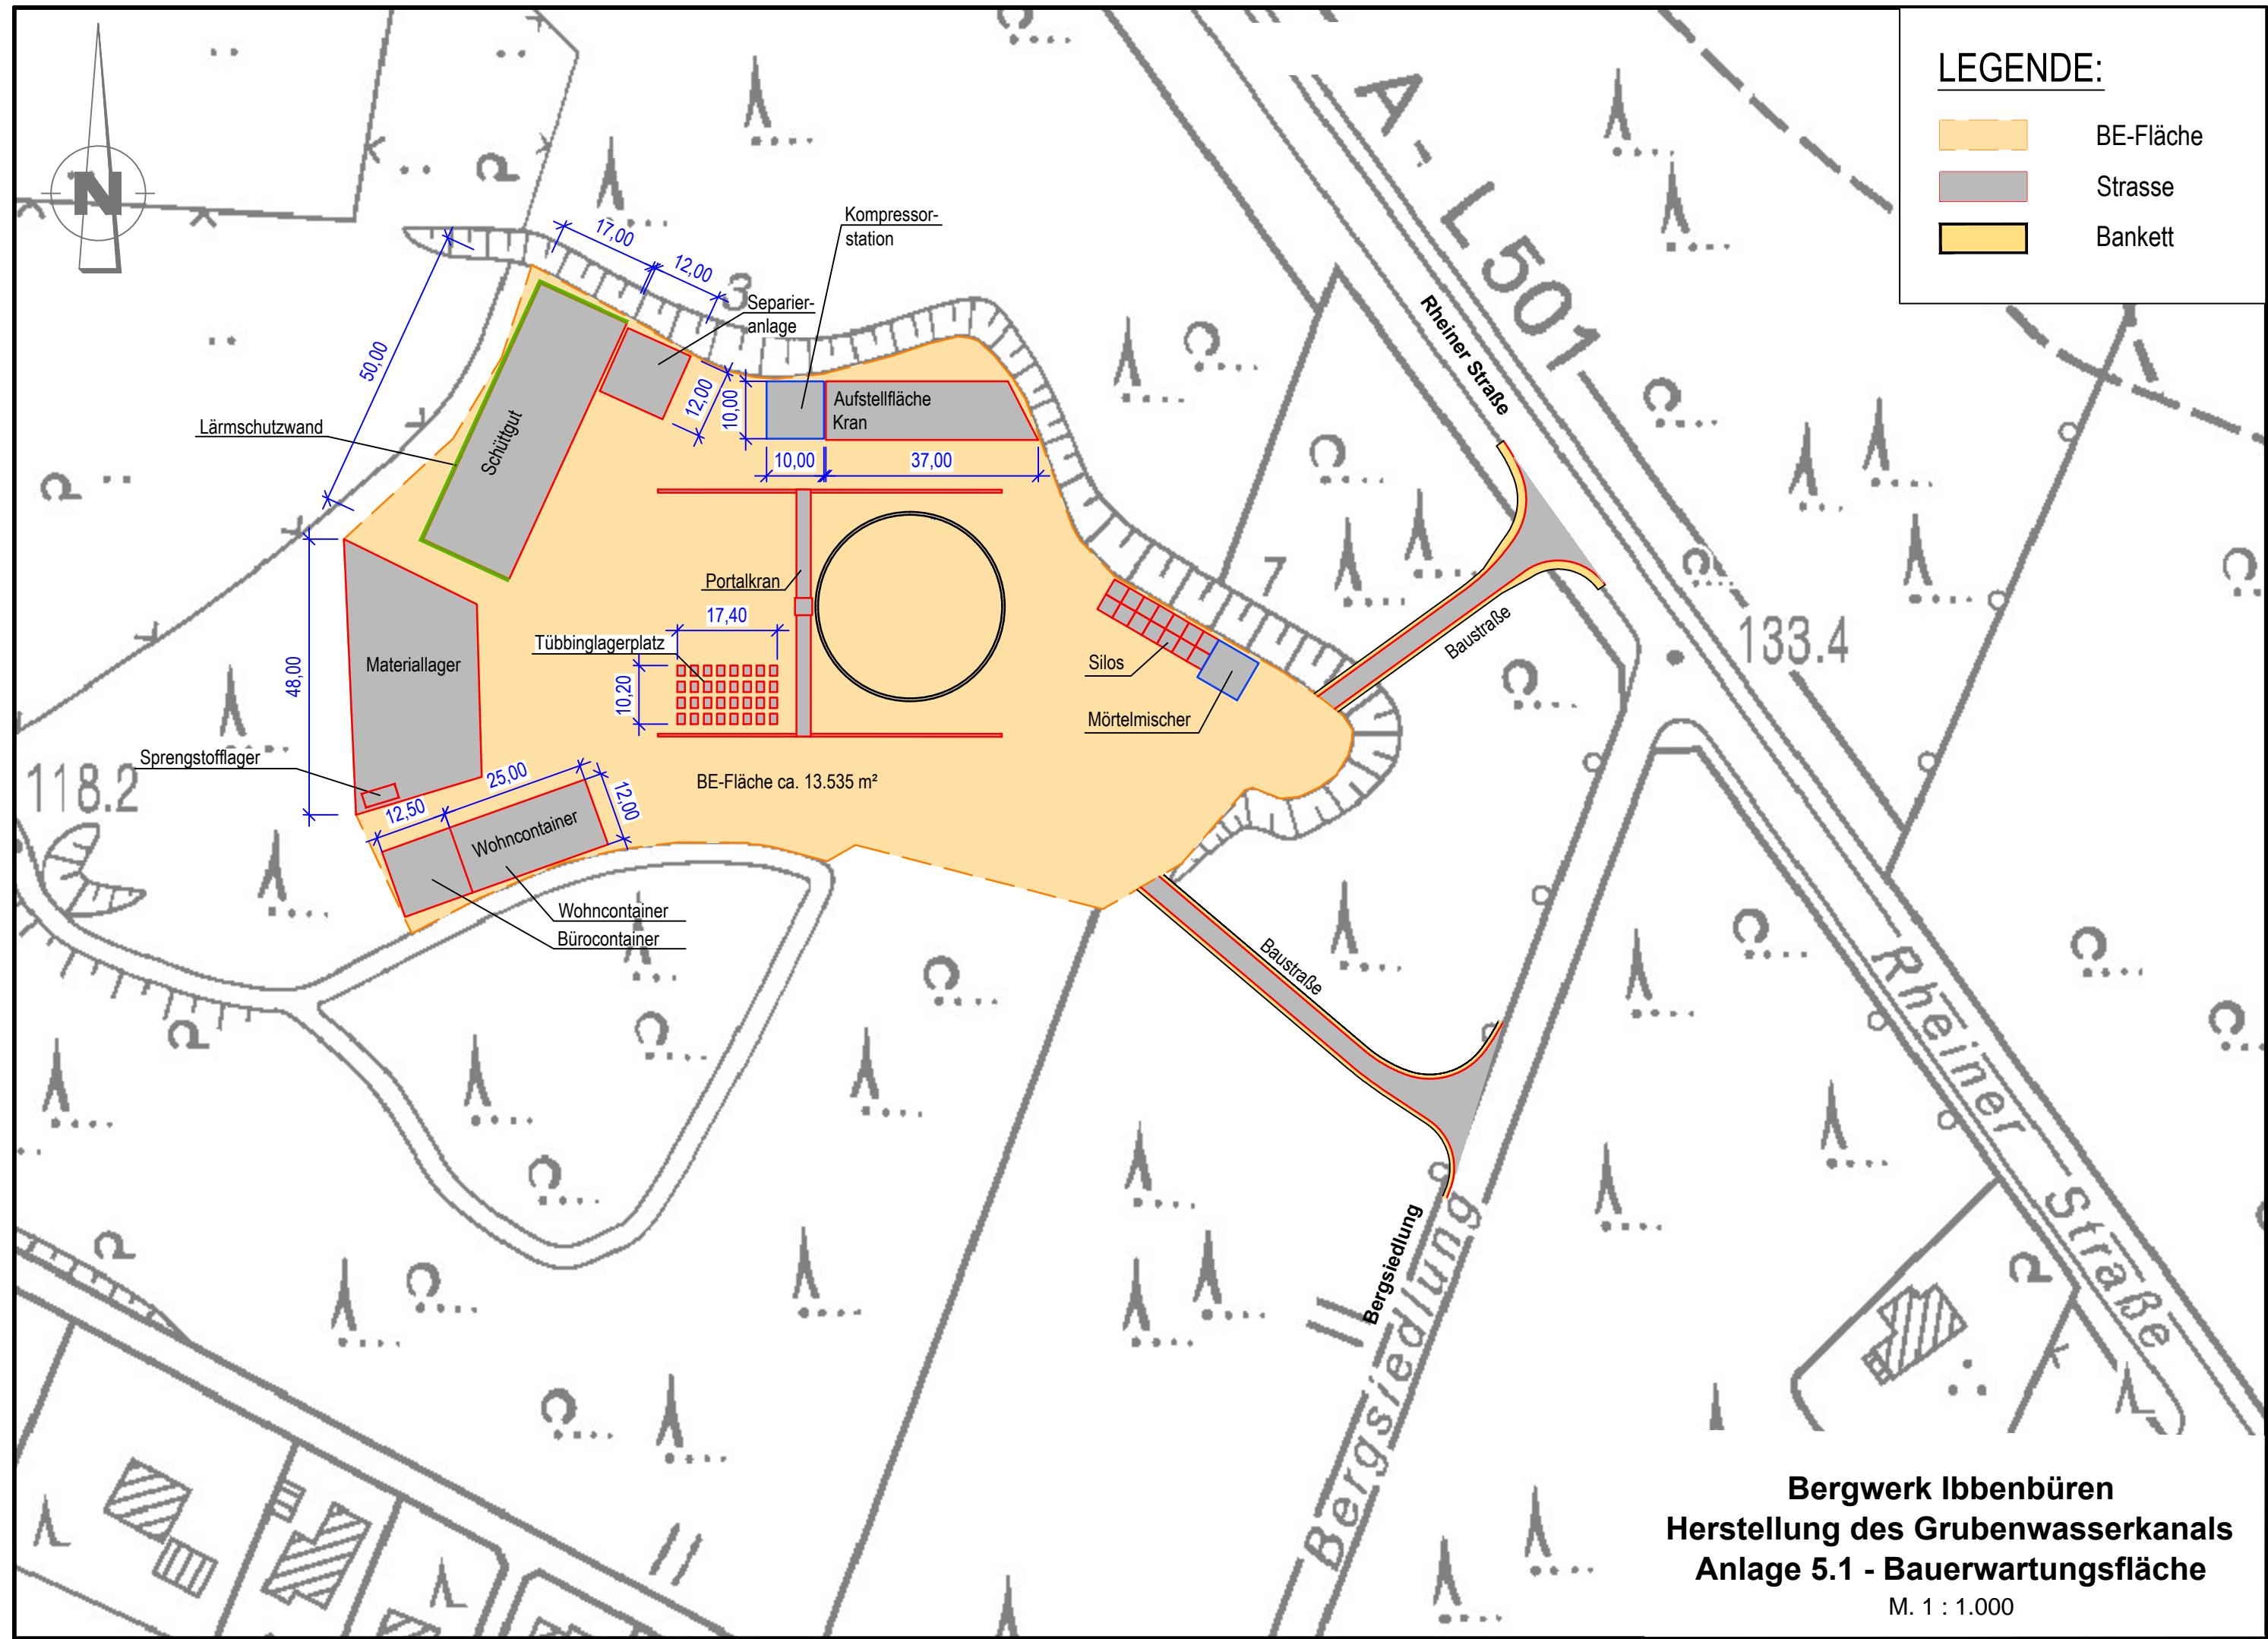 LEGENDE:
BE-Fläche
Strasse
Bankett
N
A - L 501
Rheiner Straße
Kompressor-
station
17,00
12,00
3
Separier-
anlage
50,00
12,00
10,00
Aufstellfläche
Kran
Lärmschutzwand
Schüttgut
10,00
37,00
Portalkran
7
Baustraße
133.4
17,40
Tübbinglagerplatz
Silos
Materiallager
48,00
10,20
Mörtelmischer
Sprengstofflager
118.2
25,00
12,50
12,00
BE-Fläche ca. 13.535 m²
Wohncontainer
Wohncontainer
Bürocontainer
Baustraße
Rheiner Straße
Bergsiedlung
Bergsiedlung
Bergwerk Ibbenbüren
Herstellung des Grubenwasserkanals
Anlage 5.1 - Bauerwartungsfläche
M. 1 : 1.000